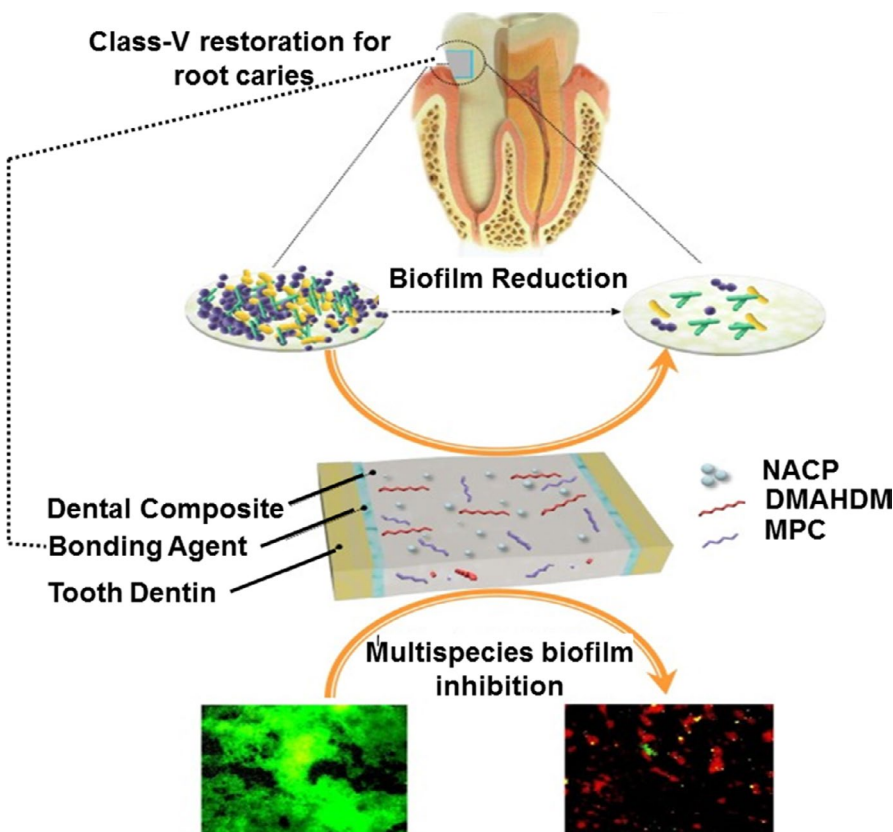 Class-V restoration for
root caries
Biofilm Reduction
NACP
DMAHDM
MPC
Dental Composite
Bonding Agent
Tooth Dentin
Multispecies biofilm
inhibition